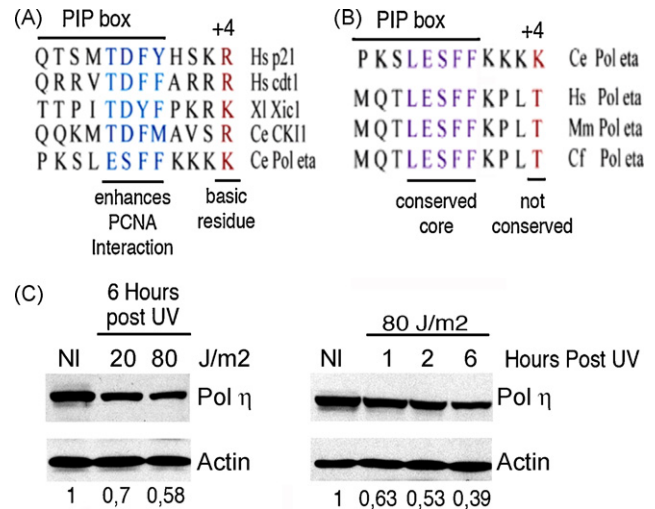 (A)
PIP box
+4
QTSMTDFYHSKR Hs p21
QRRVTDFFARRR Hs cdt1
TTPITDYFPKRK Xl Xic1
QQKMTDFMAVSR Ce CKI1
PKSLESFFKKKK Ce Pol eta
enhances
PCNA
Interaction
basic
residue
(B)
PIP box
+4
PKSLESFFKKKK Ce Pol eta
MQTLESFFKPLT Hs Pol eta
MQTLESFFKPLT Mm Pol eta
MQTLESFFKPLT Cf Pol eta
conserved
core
not
conserved
(C)
6 Hours
post UV
NI 20 80 J/m2
Pol η
Actin
1 0,7 0,58
80 J/m2
NI 1 2 6 Hours Post UV
Pol η
Actin
1 0,63 0,53 0,39